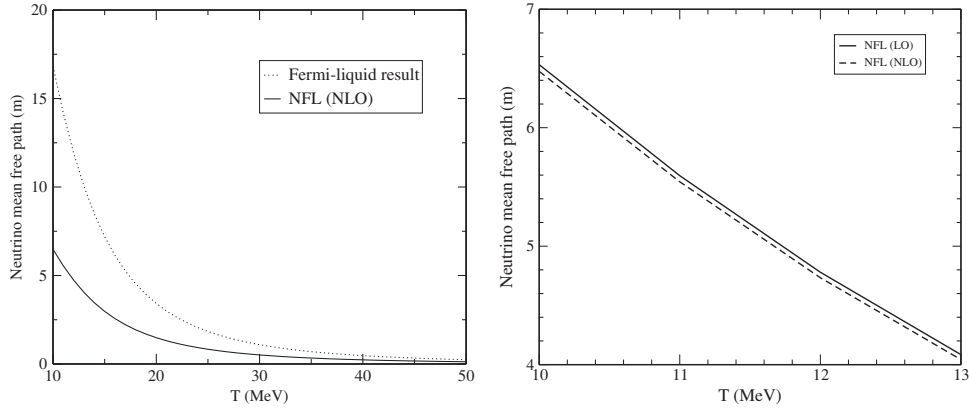 20
15
10
5
0
Neutrino mean free path (m)
Fermi-liquid result
NFL (NLO)
10
20
30
40
50
T (MeV)
7
6
5
4
Neutrino mean free path (m)
NFL (LO)
NFL (NLO)
10
11
12
13
T (MeV)